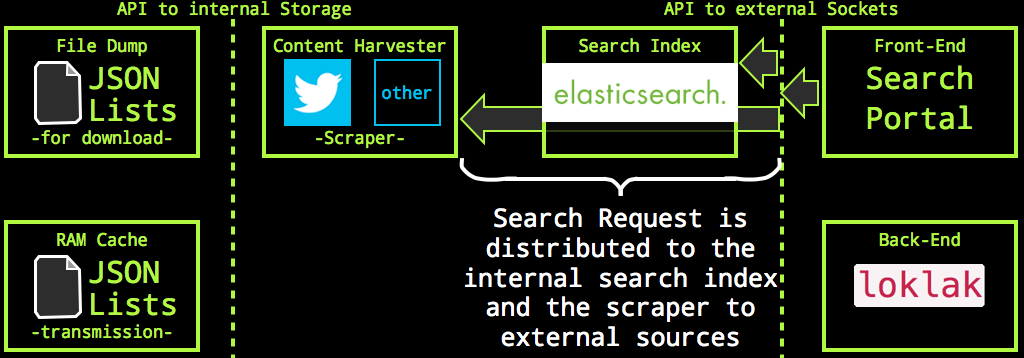 API to internal Storage
API to external Sockets
File Dump
JSON
Lists
-for download-
Content Harvester
other
-Scraper-
Search Index
elasticsearch.
Front-End
Search
Portal
Search Request is
distributed to the
internal search index
and the scraper to
external sources
RAM Cache
JSON
Lists
-transmission-
Back-End
loklak